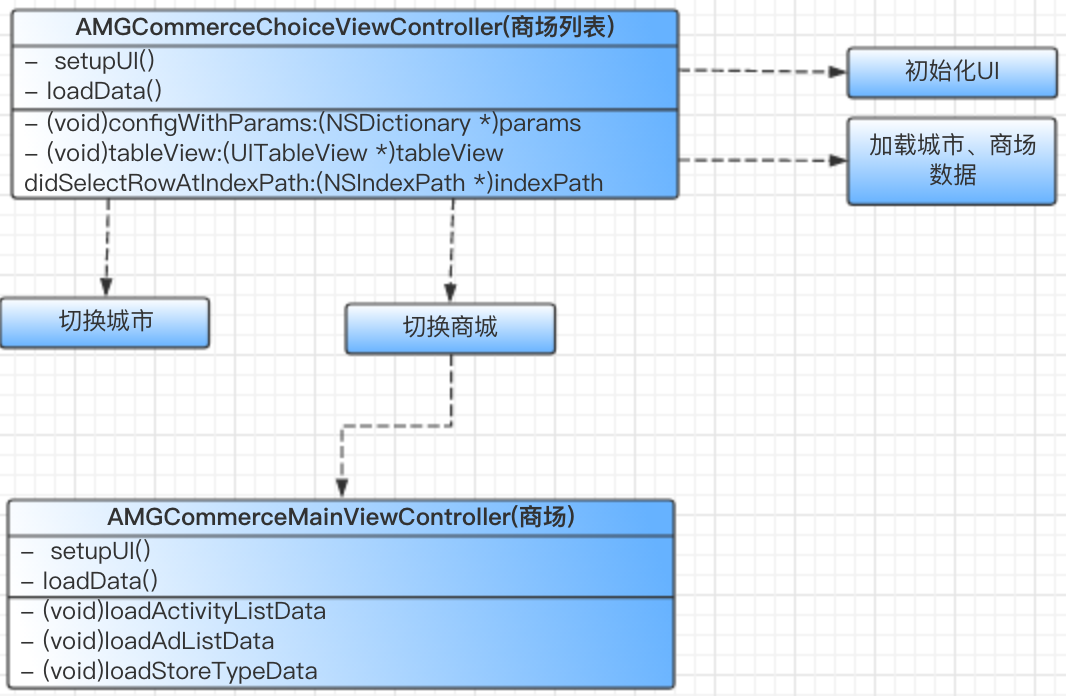 AMGCommerceChoiceViewController(商场列表)
- setupUI()
- loadData()
- (void)configWithParams:(NSDictionary *)params
- (void)tableView:(UITableView *)tableView
didSelectRowAtIndexPath:(NSIndexPath *)indexPath
初始化UI
加载城市、商场
数据
切换城市
切换商城
AMGCommerceMainViewController(商场)
- setupUI()
- loadData()
- (void)loadActivityListData
- (void)loadAdListData
- (void)loadStoreTypeData